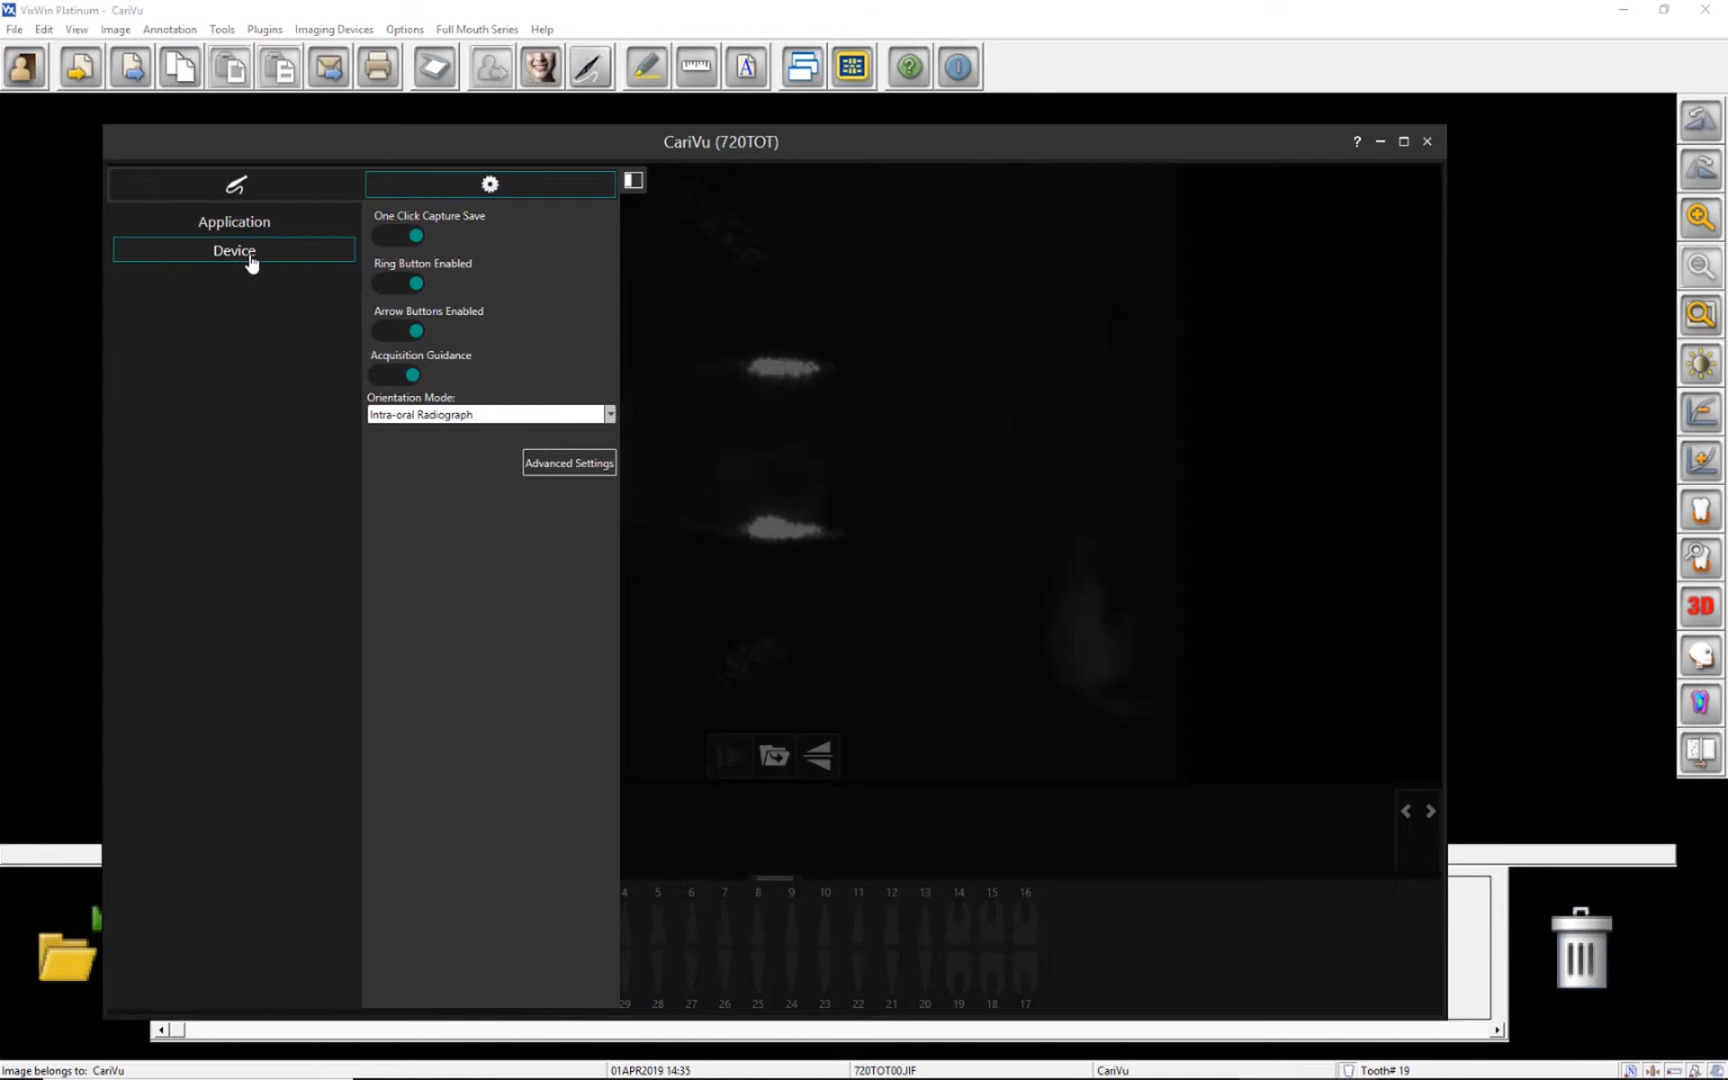 VixWin Platinum - CariVu
File Edit View Image Annotation Tools Plugins Imaging Devices Options Full Mouth Series Help
CariVu (720TOT)
Application
Device
One Click Capture Save
Ring Button Enabled
Arrow Buttons Enabled
Acquisition Guidance
Orientation Mode:
Intra-oral Radiograph
Advanced Settings
3D
4 5 6 7 8 9 10 11 12 13 14 15 16
29 28 27 26 25 24 23 22 21 20 19 18 17
Image belongs to: CariVu 01APR2019 14:35 720TOT00.JIF CariVu Tooth# 19